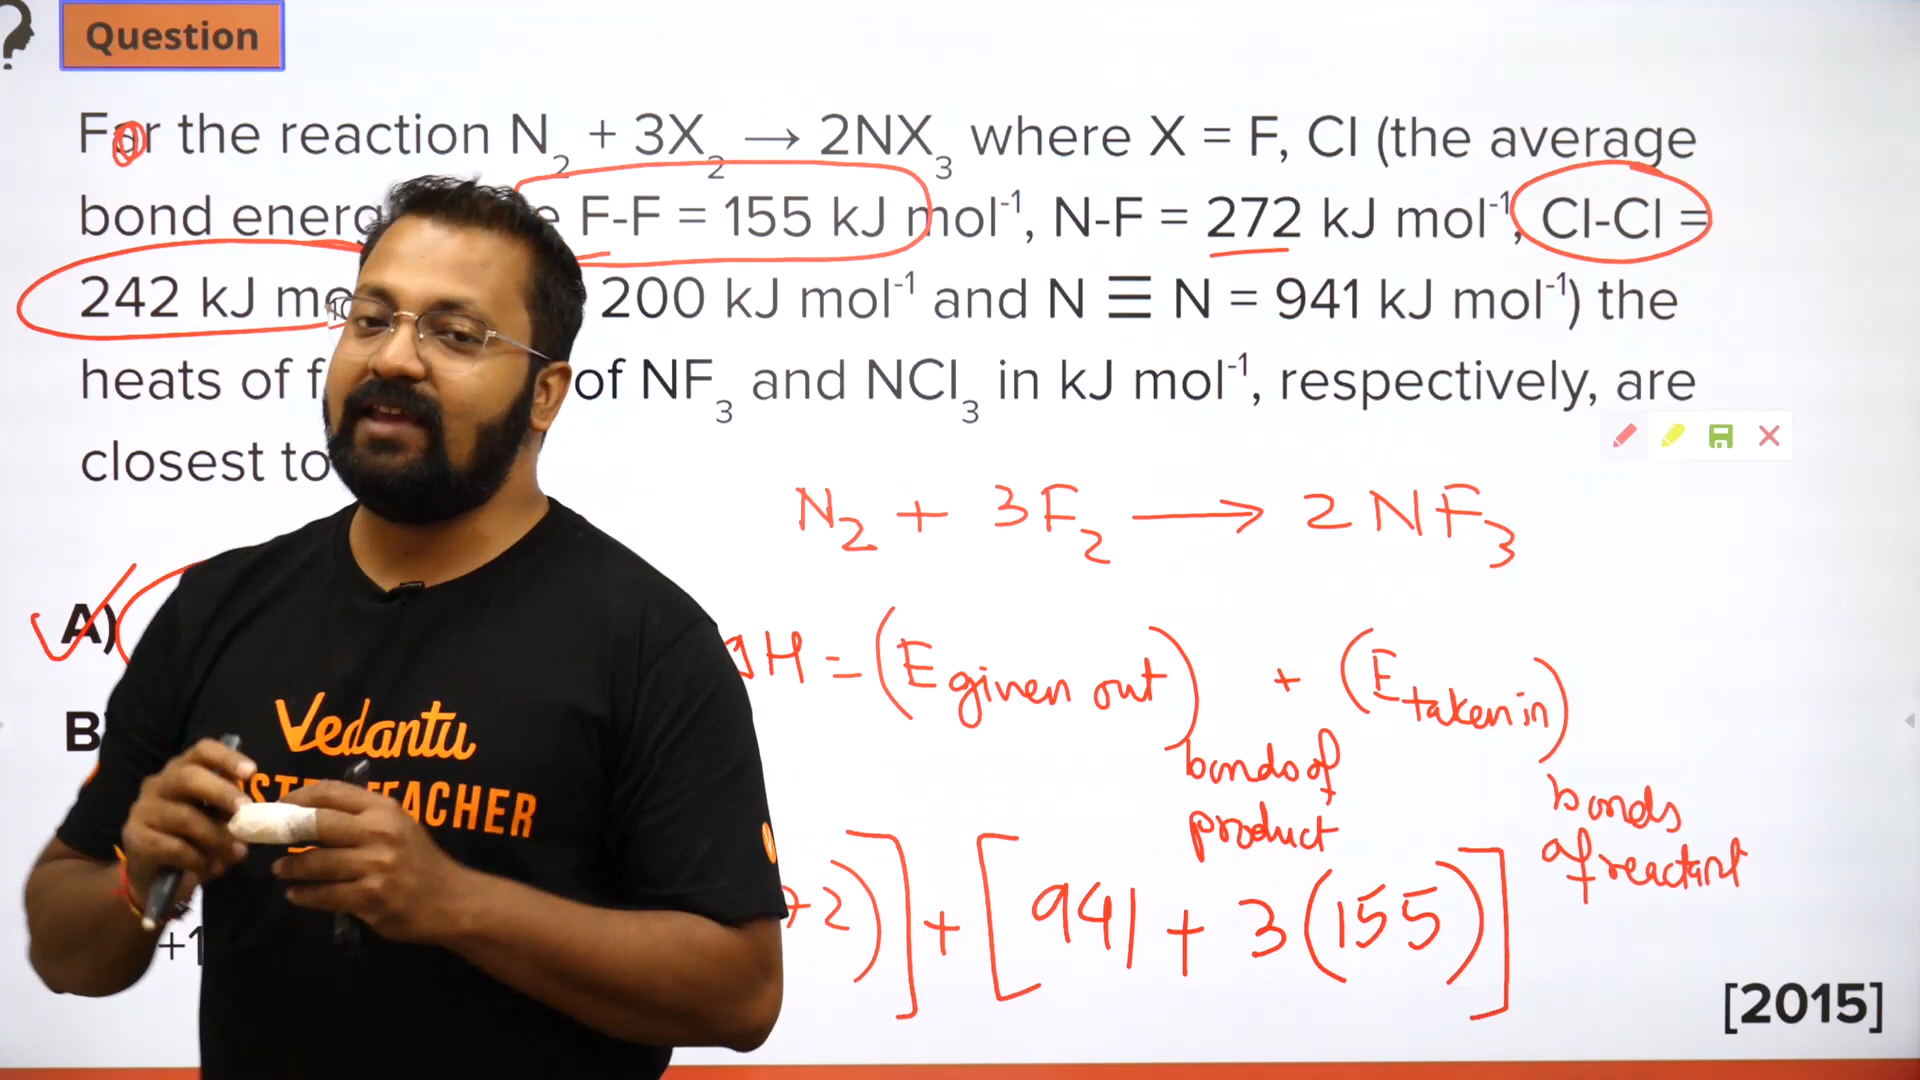 Question
For the reaction N₂ + 3X₂ → 2NX₃ where X = F, Cl (the average
bond F-F = 155 kJ mol⁻¹, N-F = 272 kJ mol⁻¹, Cl-Cl =
242 kJ 200 kJ mol⁻¹ and N ≡ N = 941 kJ mol⁻¹) the
heats of of NF₃ and NCl₃ in kJ mol⁻¹, respectively, are
closest to
N₂ + 3F₂ → 2NF₃
A)
H = (E given out) + (E taken in)
B)
bonds of
product
bonds
of reactant
Vedantu
TEACHER
2)] + [941 + 3(155)]
+1
[2015]